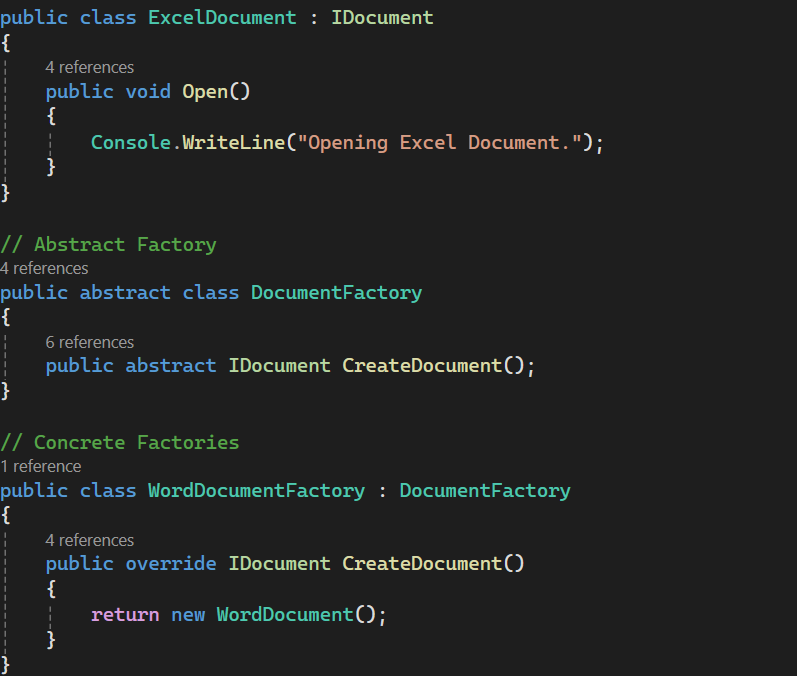 public class ExcelDocument : IDocument
{
4 references
public void Open()
{
Console.WriteLine("Opening Excel Document.");
}
}
// Abstract Factory
4 references
public abstract class DocumentFactory
{
6 references
public abstract IDocument CreateDocument();
}
// Concrete Factories
1 reference
public class WordDocumentFactory : DocumentFactory
{
4 references
public override IDocument CreateDocument()
{
return new WordDocument();
}
}